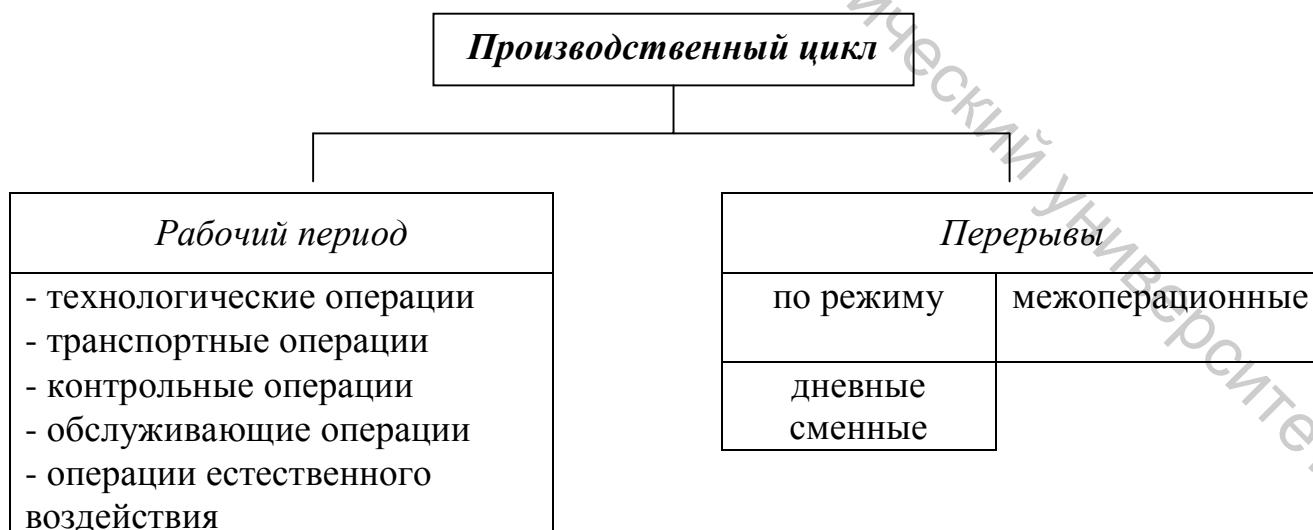 Производственный цикл
Рабочий период
- технологические операции
- транспортные операции
- контрольные операции
- обслуживающие операции
- операции естественного
воздействия
Перерывы
по режиму
межоперационные
дневные
сменные